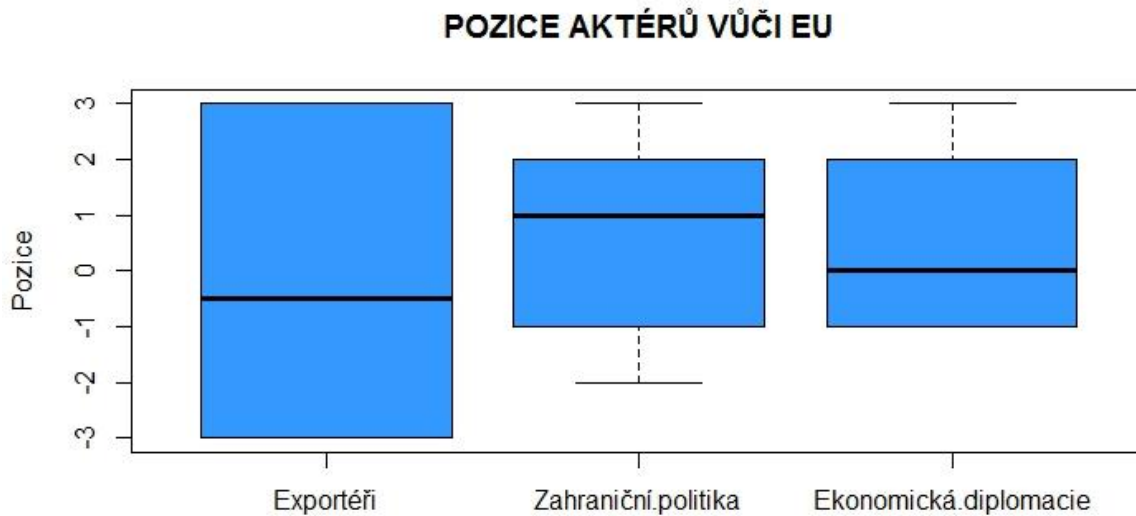 POZICE AKTÉRŮ VŮČI EU
Pozice
3
2
1
0
-1
-2
-3
Exportéři Zahraniční.politika Ekonomická.diplomacie